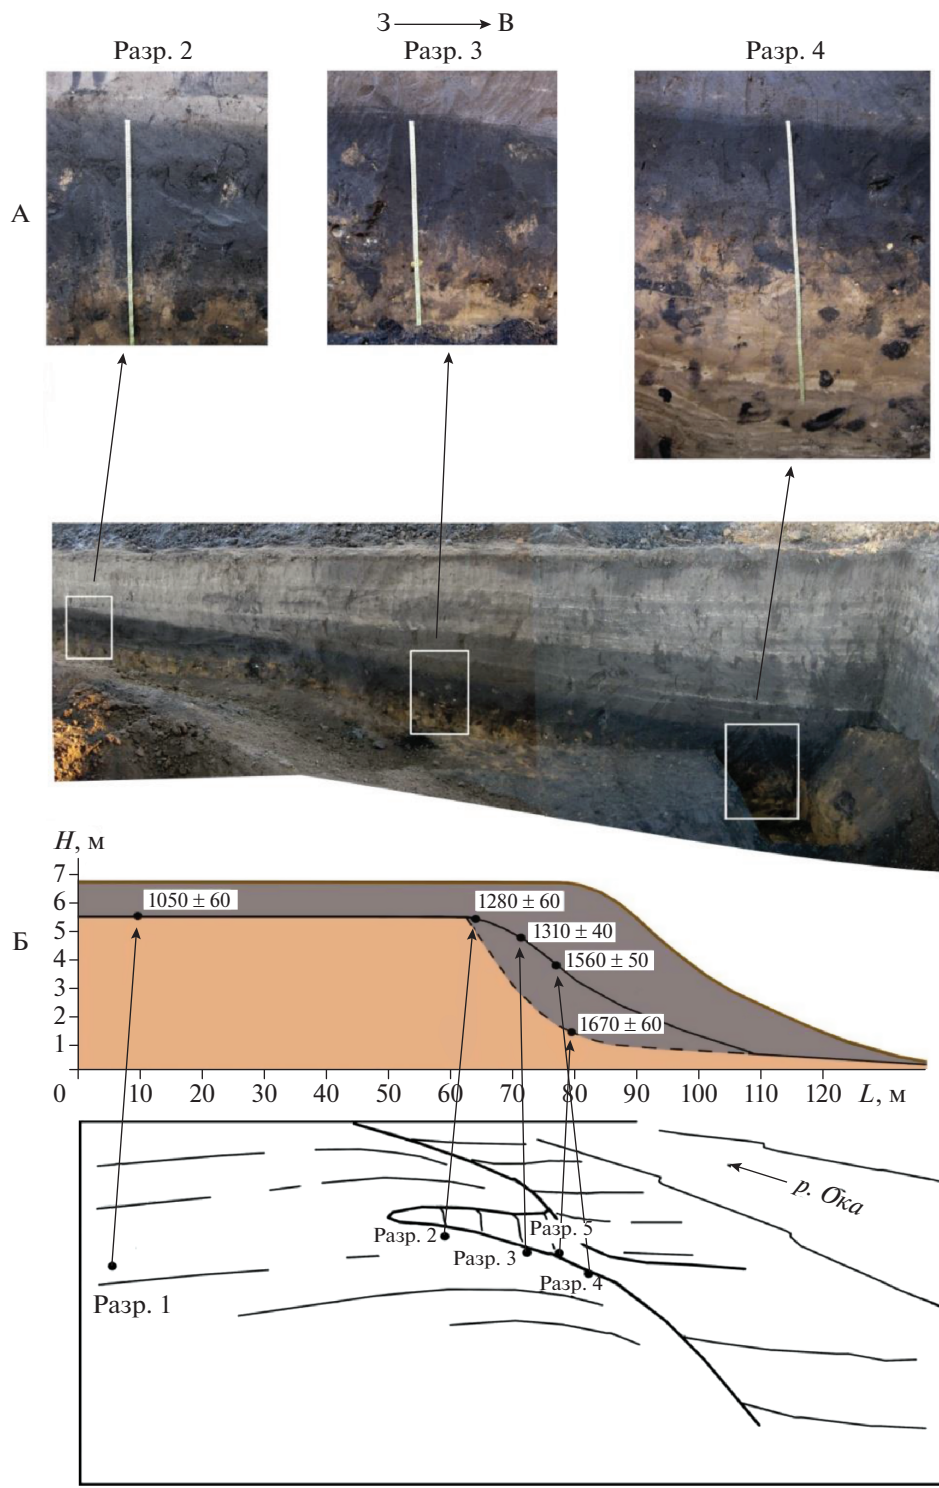 З В
Разр. 2 Разр. 3 Разр. 4
А
H, м
7
6
5
4
3
2
1
Б
1050 ± 60
1280 ± 60
1310 ± 40
1560 ± 50
1670 ± 60
0 10 20 30 40 50 60 70 80 90 100 110 120 L, м
р. Ока
Разр. 2
Разр. 5
Разр. 3
Разр. 4
Разр. 1